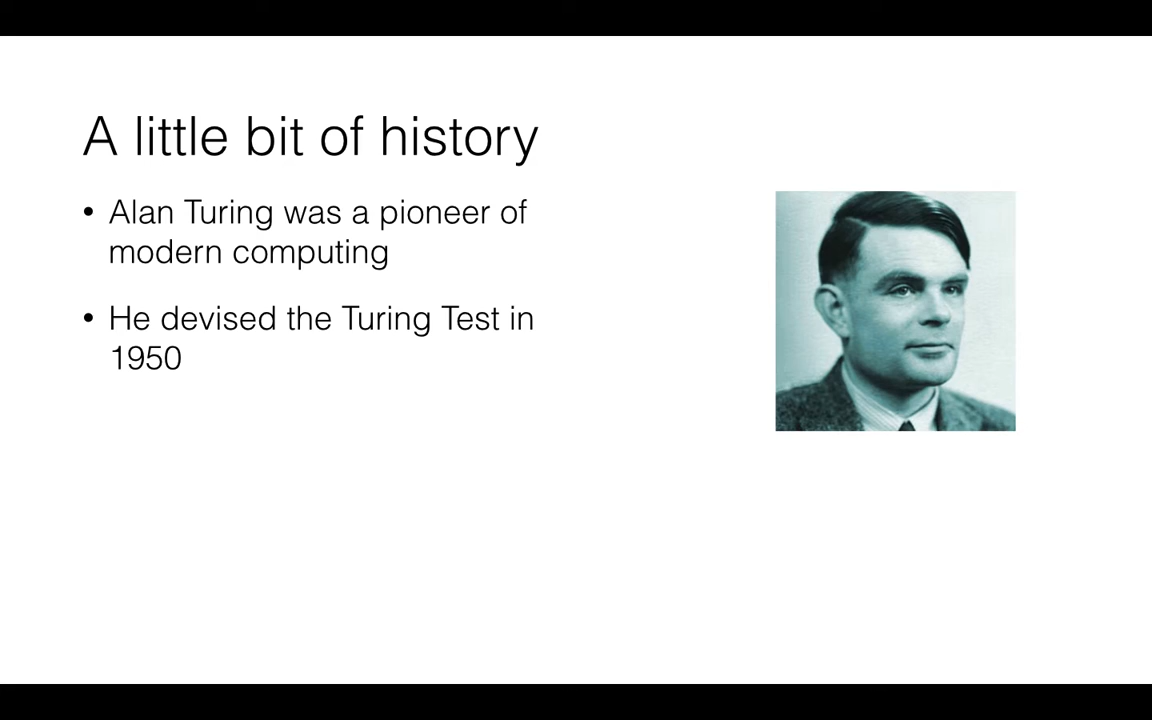 A little bit of history
• Alan Turing was a pioneer of
modern computing
• He devised the Turing Test in
1950